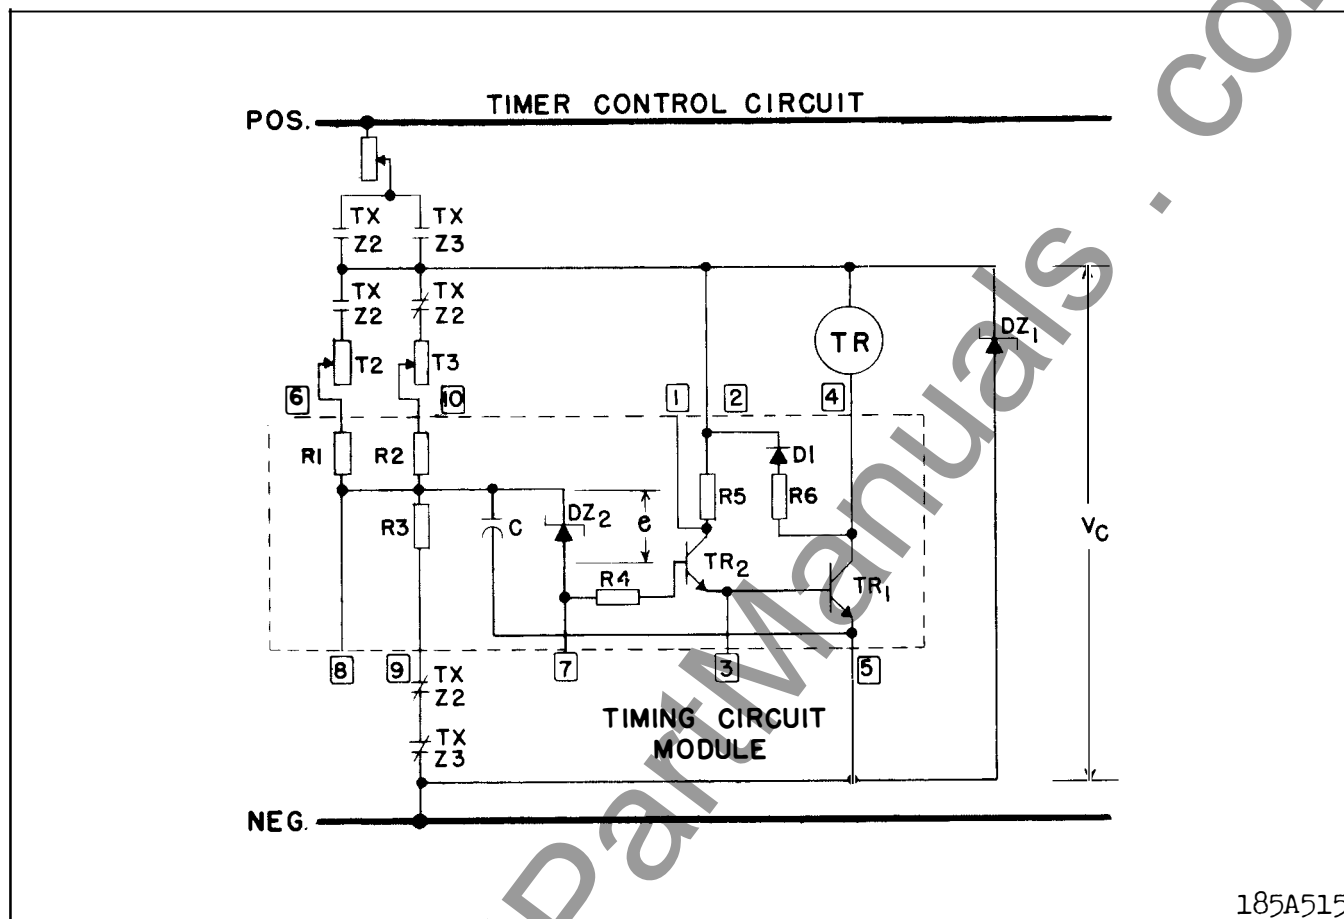 TIMER CONTROL CIRCUIT
POS.
TX
Z2
TX
Z3
TX
Z2
TX
Z2
T2
T3
TR
DZ1
6
10
1
2
4
R1
R2
R3
C
DZ2
e
R5
D1
R6
TR2
R4
TR1
VC
8
9
7
3
5
TX
Z2
TX
Z3
TIMING CIRCUIT
MODULE
NEG.
185A515
PartManuals . co